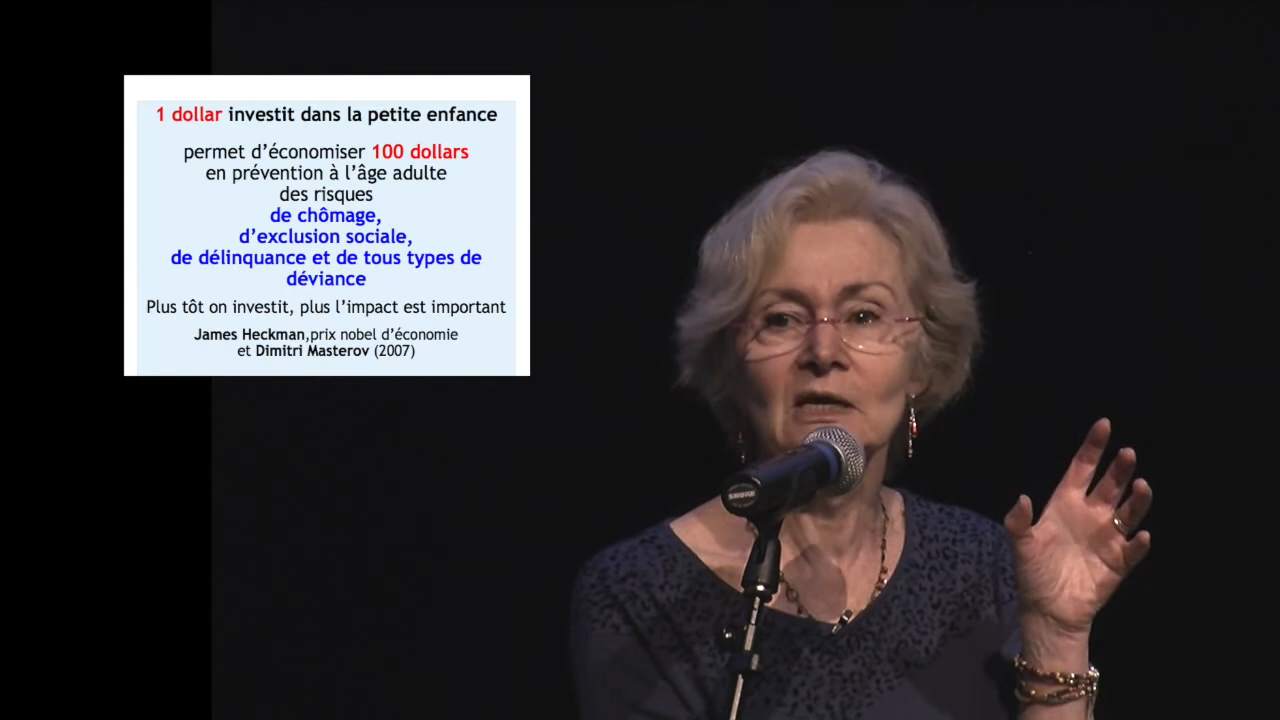 1 dollar investit dans la petite enfance
permet d’économiser 100 dollars
en prévention à l’âge adulte
des risques
de chômage,
d’exclusion sociale,
de délinquance et de tous types de
déviance
Plus tôt on investit, plus l’impact est important
James Heckman,prix nobel d’économie
et Dimitri Masterov (2007)
SHURE